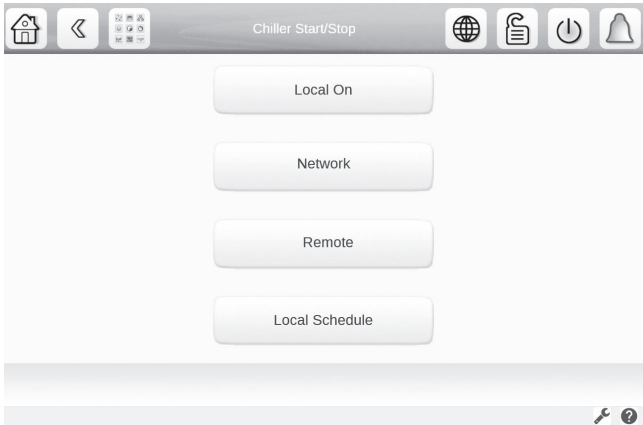 Chiller Start/Stop
Local On
Network
Remote
Local Schedule